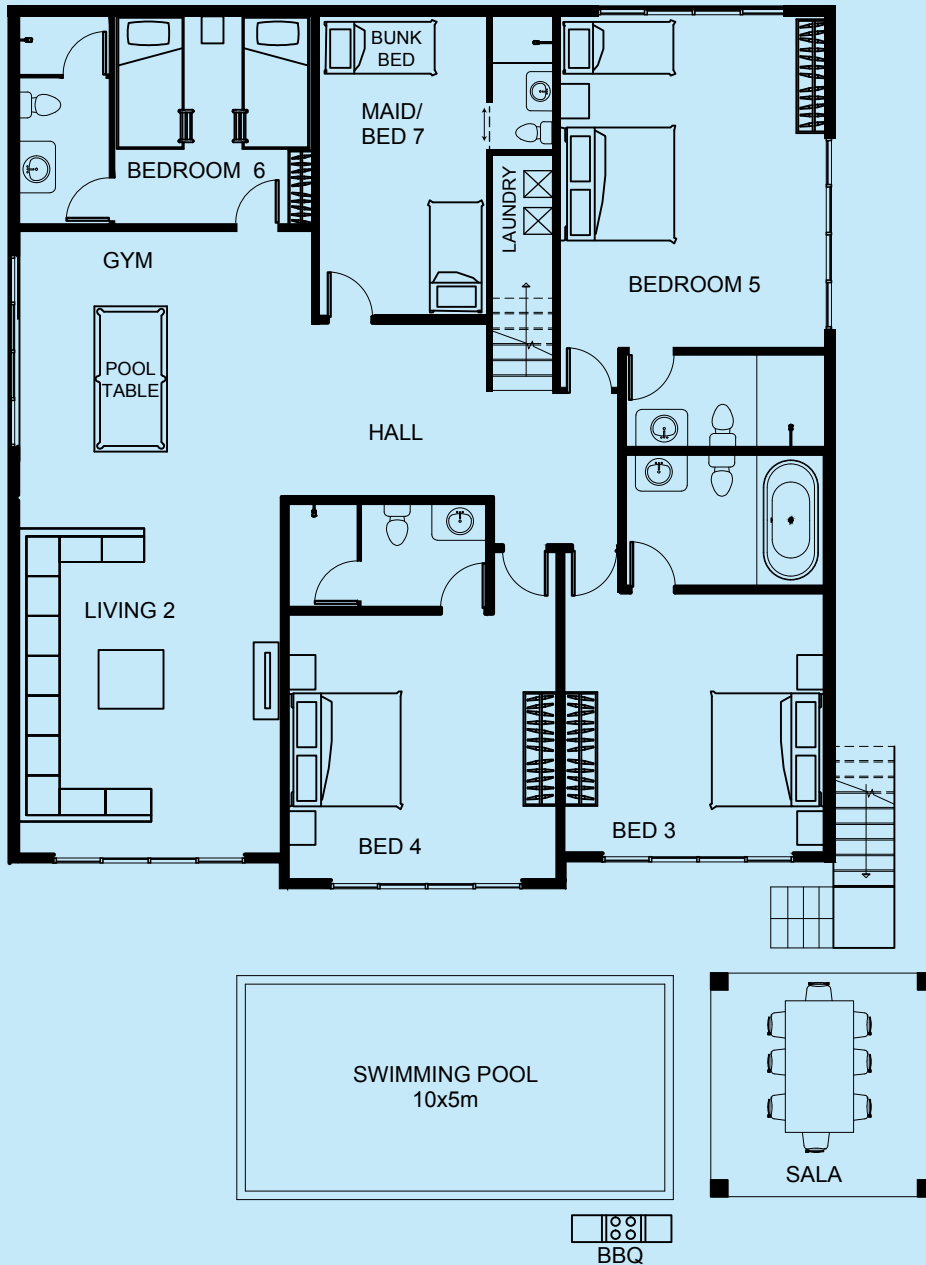 BUNK
BED
MAID/
BED 7
BEDROOM 6
LAUNDRY
GYM
BEDROOM 5
POOL
TABLE
HALL
LIVING 2
BED 4
BED 3
SWIMMING POOL
10x5m
SALA
BBQ